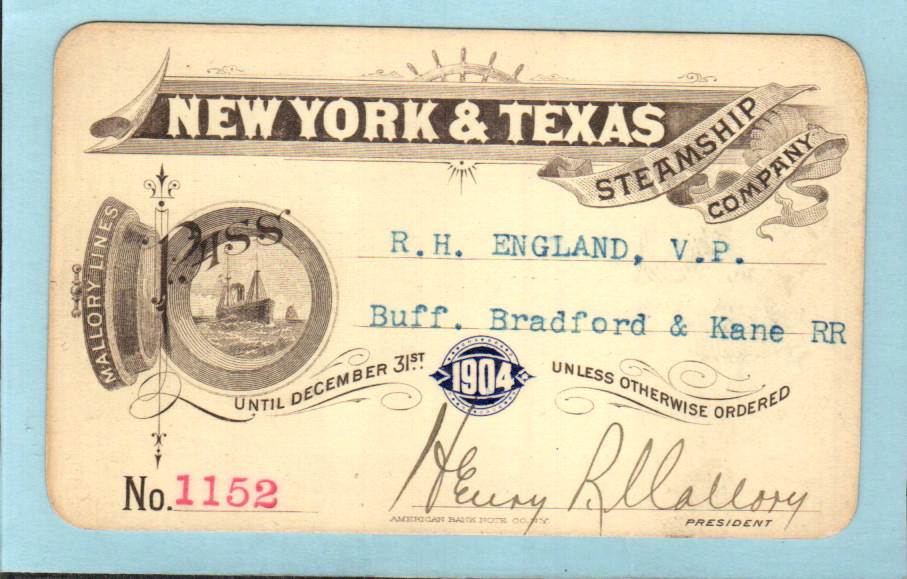 NEW YORK & TEXAS
STEAMSHIP
COMPANY
MALLORY LINES
PASS
R.H. ENGLAND, V.P.
Buff. Bradford & Kane RR
UNTIL DECEMBER 31ST 1904 UNLESS OTHERWISE ORDERED
No. 1152
Henry R Mallory
AMERICAN BANK NOTE CO. N.Y.
PRESIDENT